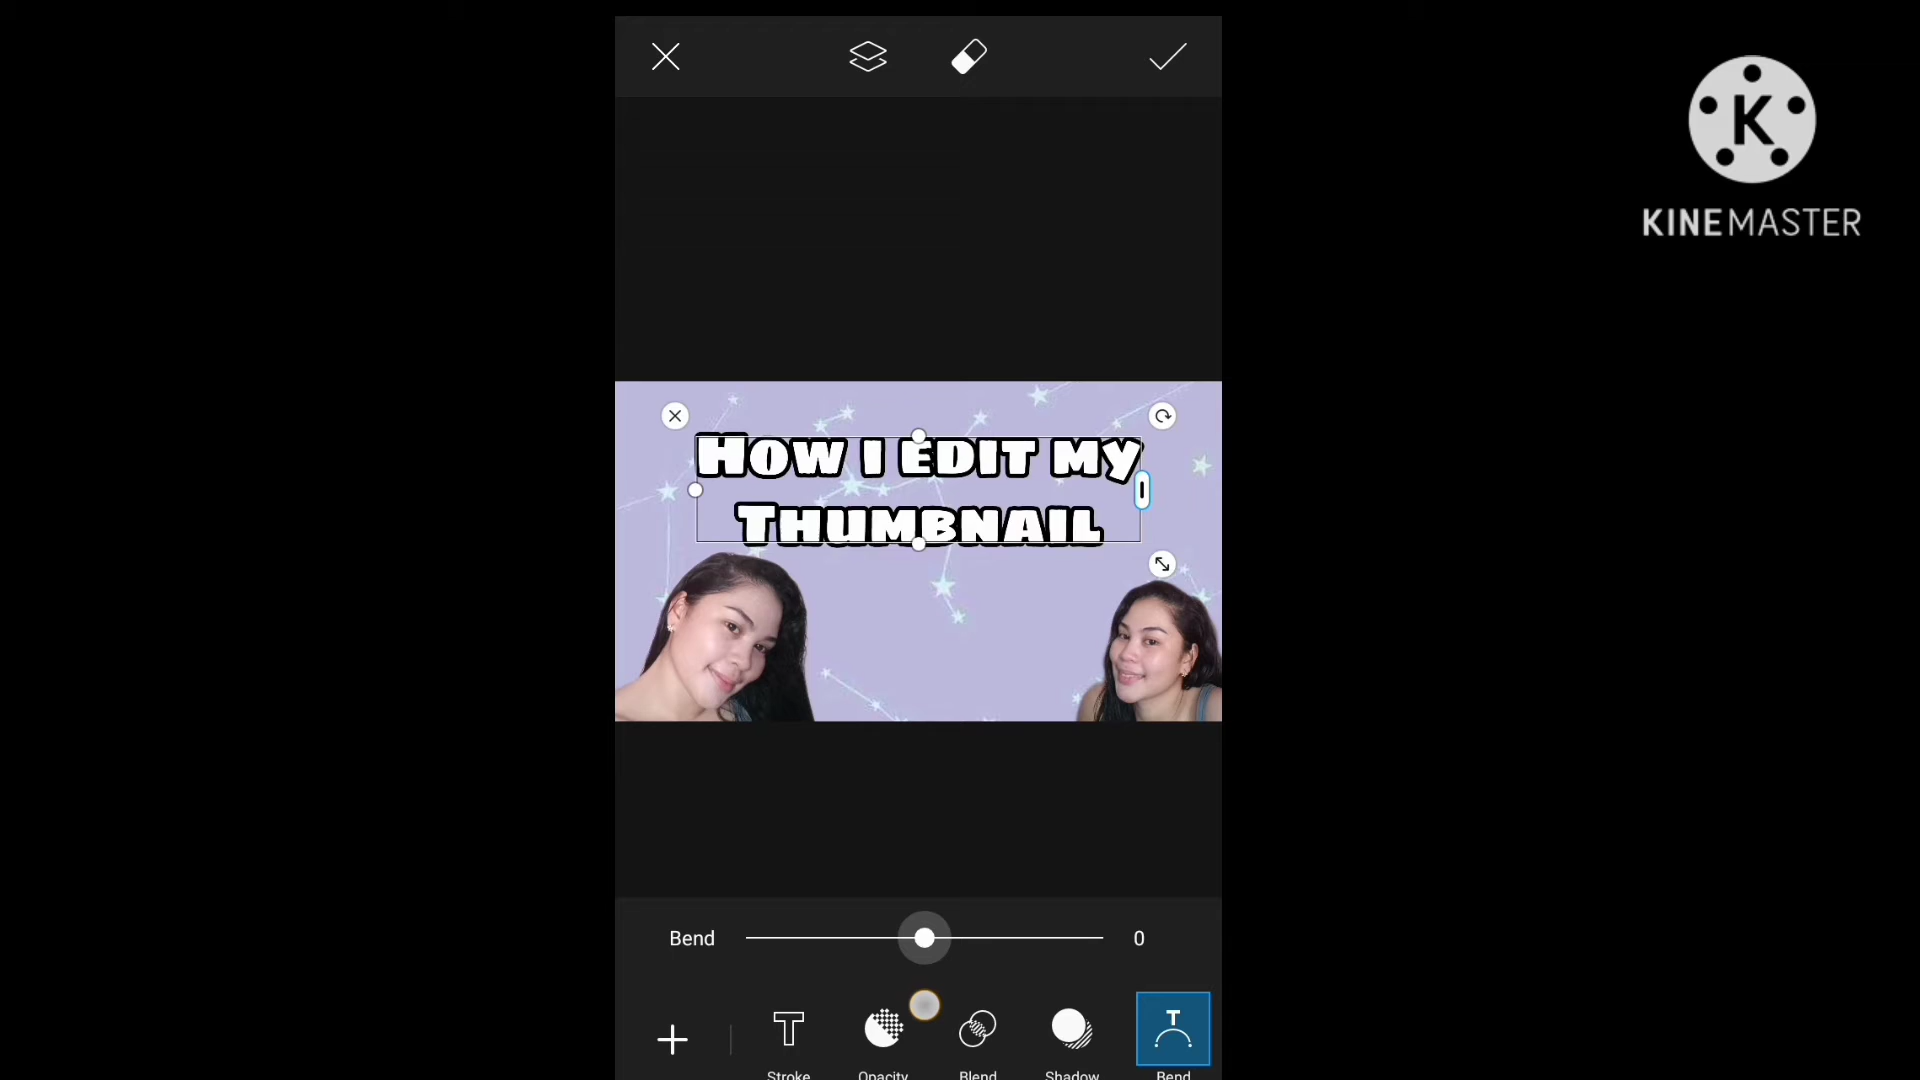 KINEMASTER
How I edit my
Thumbnail
Bend 0
Stroke Opacity Blend Shadow Bend